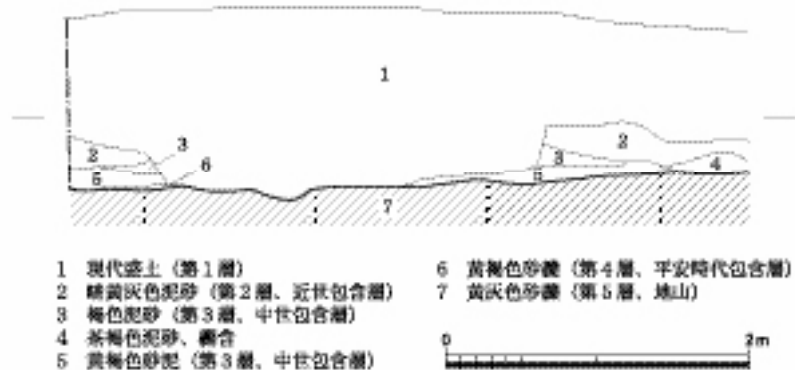 1
2
3
3
2
6
3
4
5
5
7
1 現代盛土（第1層）
2 暗黄灰色泥砂（第2層、近世包含層）
3 褐色泥砂（第3層、中世包含層）
4 茶褐色泥砂、礫含
5 黄褐色砂泥（第3層、中世包含層）
6 黄褐色砂礫（第4層、平安時代包含層）
7 黄灰色砂礫（第5層、地山）
0 2m